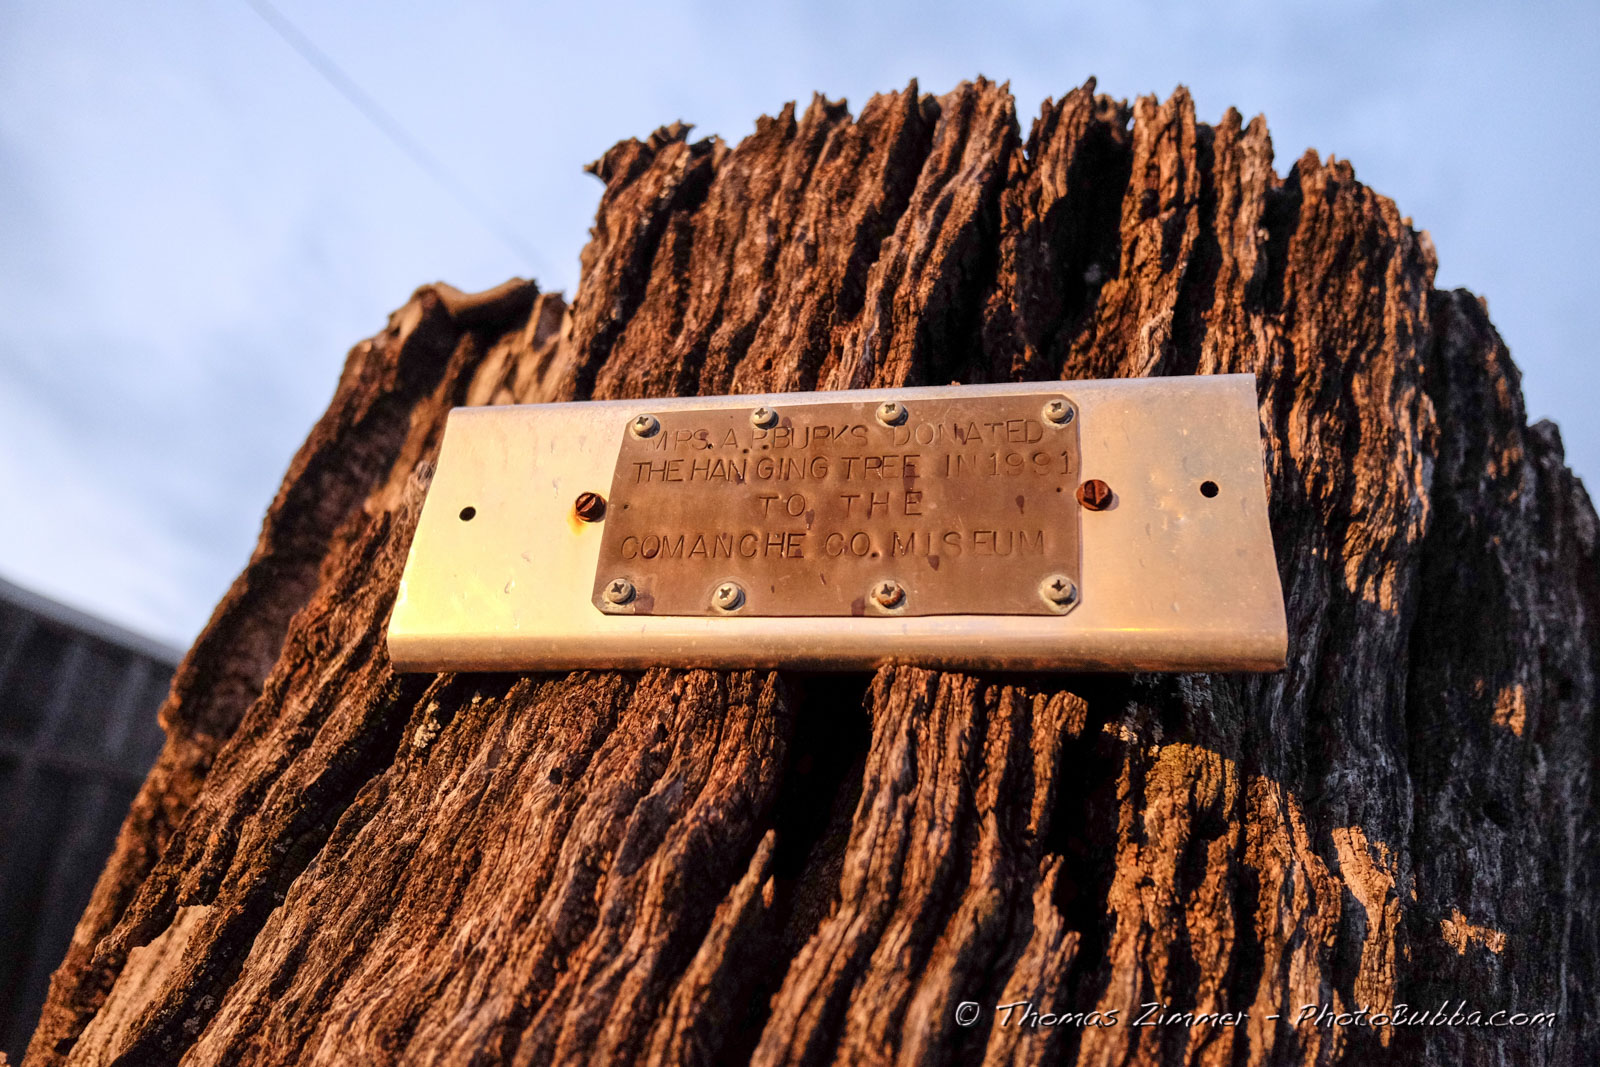 MRS. A.P. BURKS DONATED
THE HANGING TREE IN 1991
TO THE
COMANCHE CO. MUSEUM
© Thomas Zimmer - PhotoBubba.com